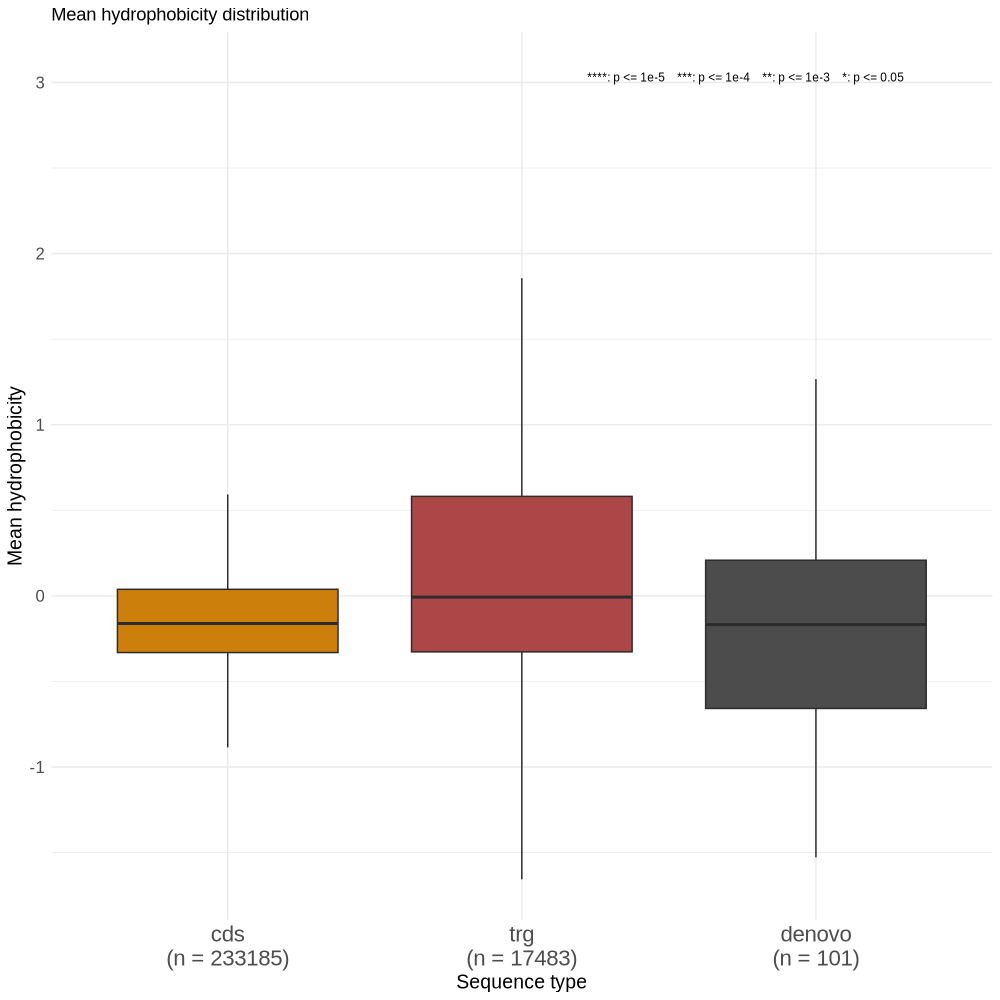 Mean hydrophobicity distribution
****: p <= 1e-5 ***: p <= 1e-4 **: p <= 1e-3 *: p <= 0.05
3
2
1
0
-1
Mean hydrophobicity
cds
(n = 233185)
trg
(n = 17483)
denovo
(n = 101)
Sequence type